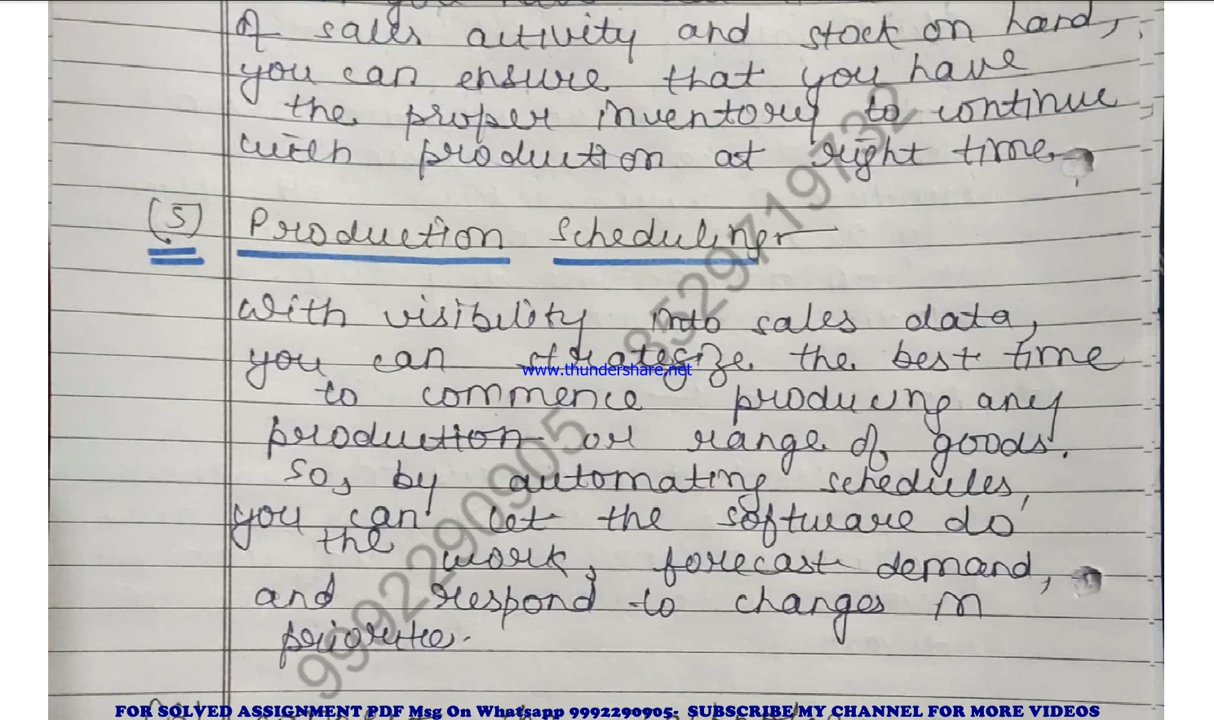 of sales activity and stock on hand,
you can ensure that you have
the proper inventory to continue
with production at right time.
(5) Production Scheduling
with visibility into sales data,
you can strategize the best time
www.thundershare.net
to commence producing any
production or range of goods.
so, by automating schedules,
you can let the software do
the work, forecast demand,
and respond to changes in
9992290905 8529719732
FOR SOLVED ASSIGNMENT PDF Msg On Whatsapp 9992290905: SUBSCRIBE MY CHANNEL FOR MORE VIDEOS